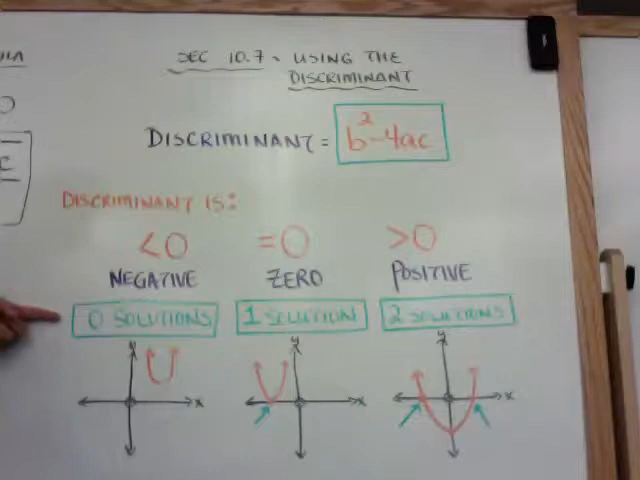 SEC 10.7 - USING THE
DISCRIMINANT
DISCRIMINANT = b²-4ac
DISCRIMINANT IS:
<0 =0 >0
NEGATIVE ZERO POSITIVE
0 SOLUTIONS 1 SOLUTION 2 SOLUTIONS
y y y
x x x